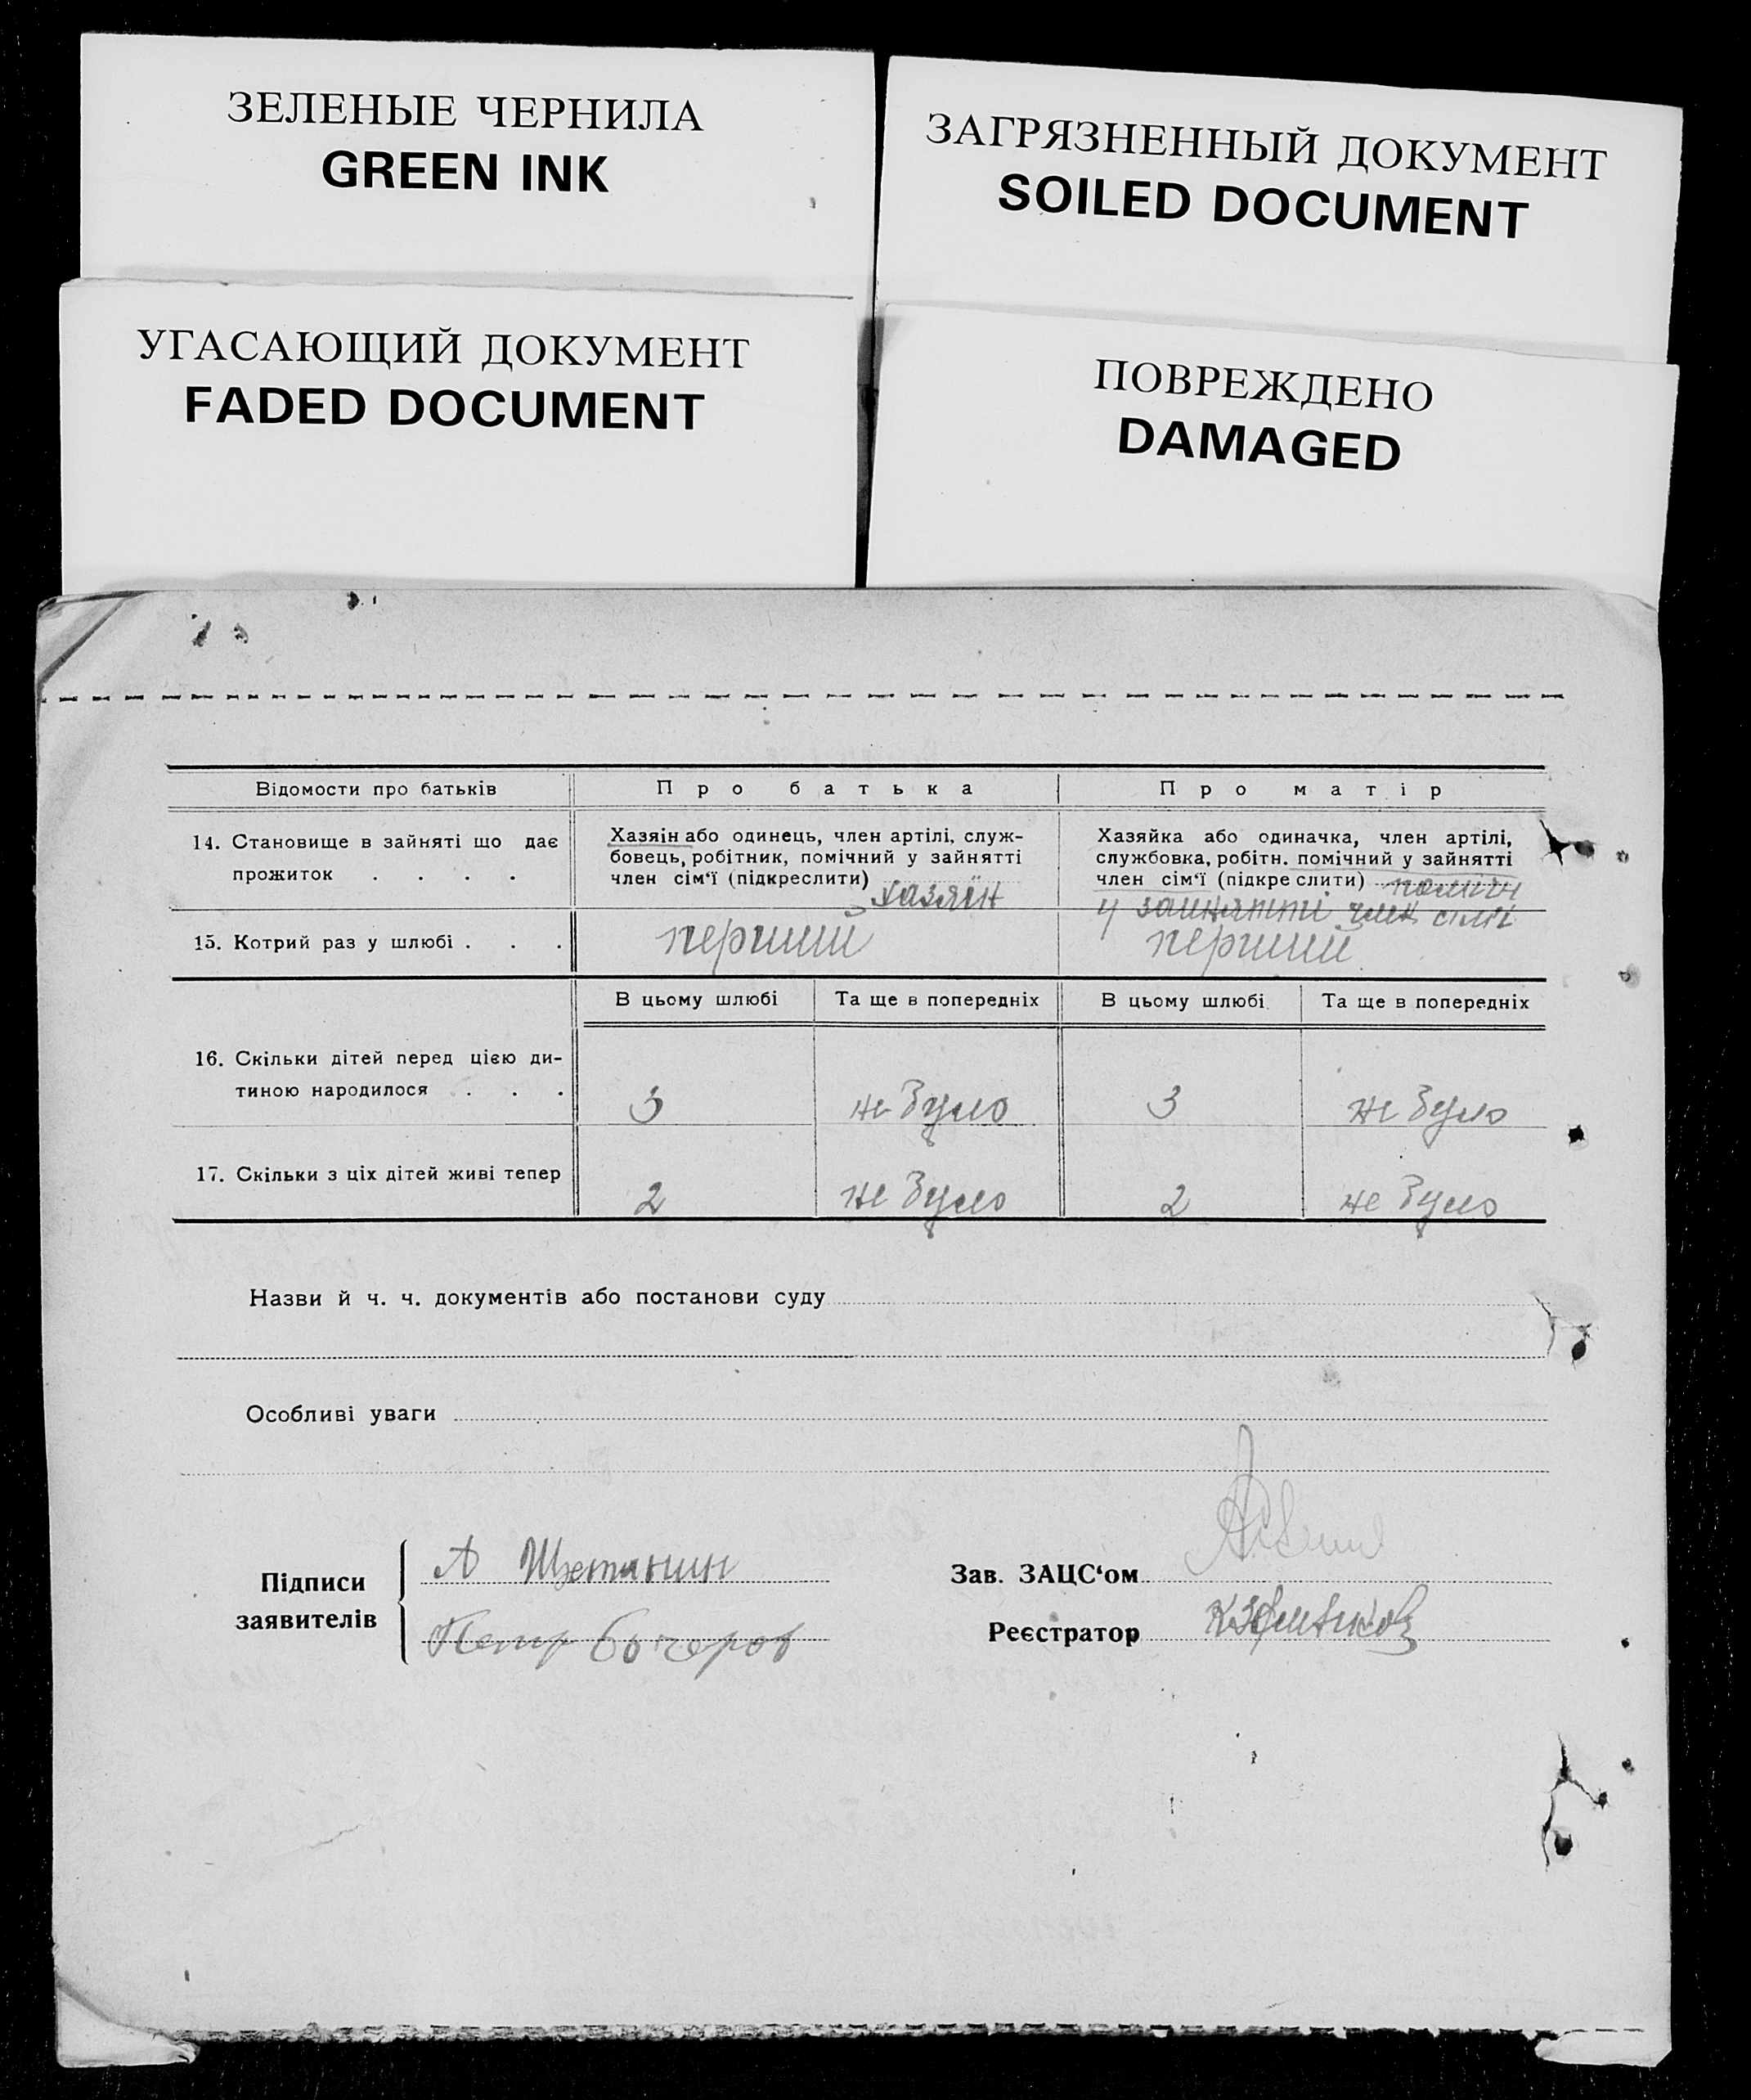 ЗЕЛЕНЫЕ ЧЕРНИЛА
GREEN INK
ЗАГРЯЗНЕННЫЙ ДОКУМЕНТ
SOILED DOCUMENT
УГАСАЮЩИЙ ДОКУМЕНТ
FADED DOCUMENT
ПОВРЕЖДЕНО
DAMAGED
Відомости про батьків
Про батька
Про матір
14. Становище в зайняті що дає
прожиток . . . .
Хазяїн або одинець, член артілі, служ-
бовець, робітник, помічний у зайнятті
член сім'ї (підкреслити) хазяїн
Хазяйка або одиначка, член артілі,
службовка, робітн. помічний у зайнятті
член сім'ї (підкреслити) помічн
у зайнятті член сім'ї
15. Котрий раз у шлюбі . . .
перший
перший
В цьому шлюбі
Та ще в попередніх
В цьому шлюбі
Та ще в попередніх
16. Скільки дітей перед цією ди-
тиною народилося . . .
3
не було
3
не було
17. Скільки з ціх дітей живі тепер
2
не було
2
не було
Назви й ч. ч. документів або постанови суду
Особливі уваги
Підписи
заявителів
А Щетинин
Петр Бочеров
Зав. ЗАЦС'ом
Реєстратор